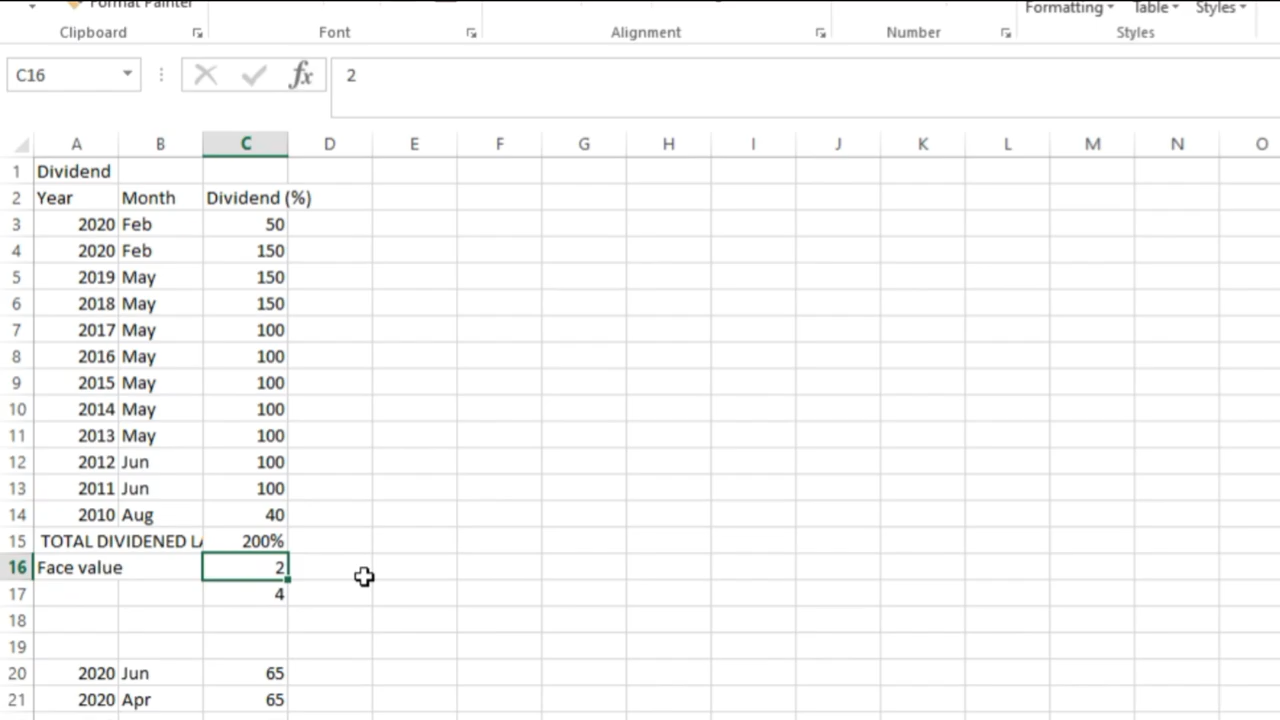 Format Painter
Formatting Table Styles
Clipboard Font Alignment Number Styles
C16 fx 2
A B C D E F G H I J K L M N O
1 Dividend
2 Year Month Dividend (%)
3 2020 Feb 50
4 2020 Feb 150
5 2019 May 150
6 2018 May 150
7 2017 May 100
8 2016 May 100
9 2015 May 100
10 2014 May 100
11 2013 May 100
12 2012 Jun 100
13 2011 Jun 100
14 2010 Aug 40
15 TOTAL DIVIDENED LA 200%
16 Face value 2
17 4
18
19
20 2020 Jun 65
21 2020 Apr 65